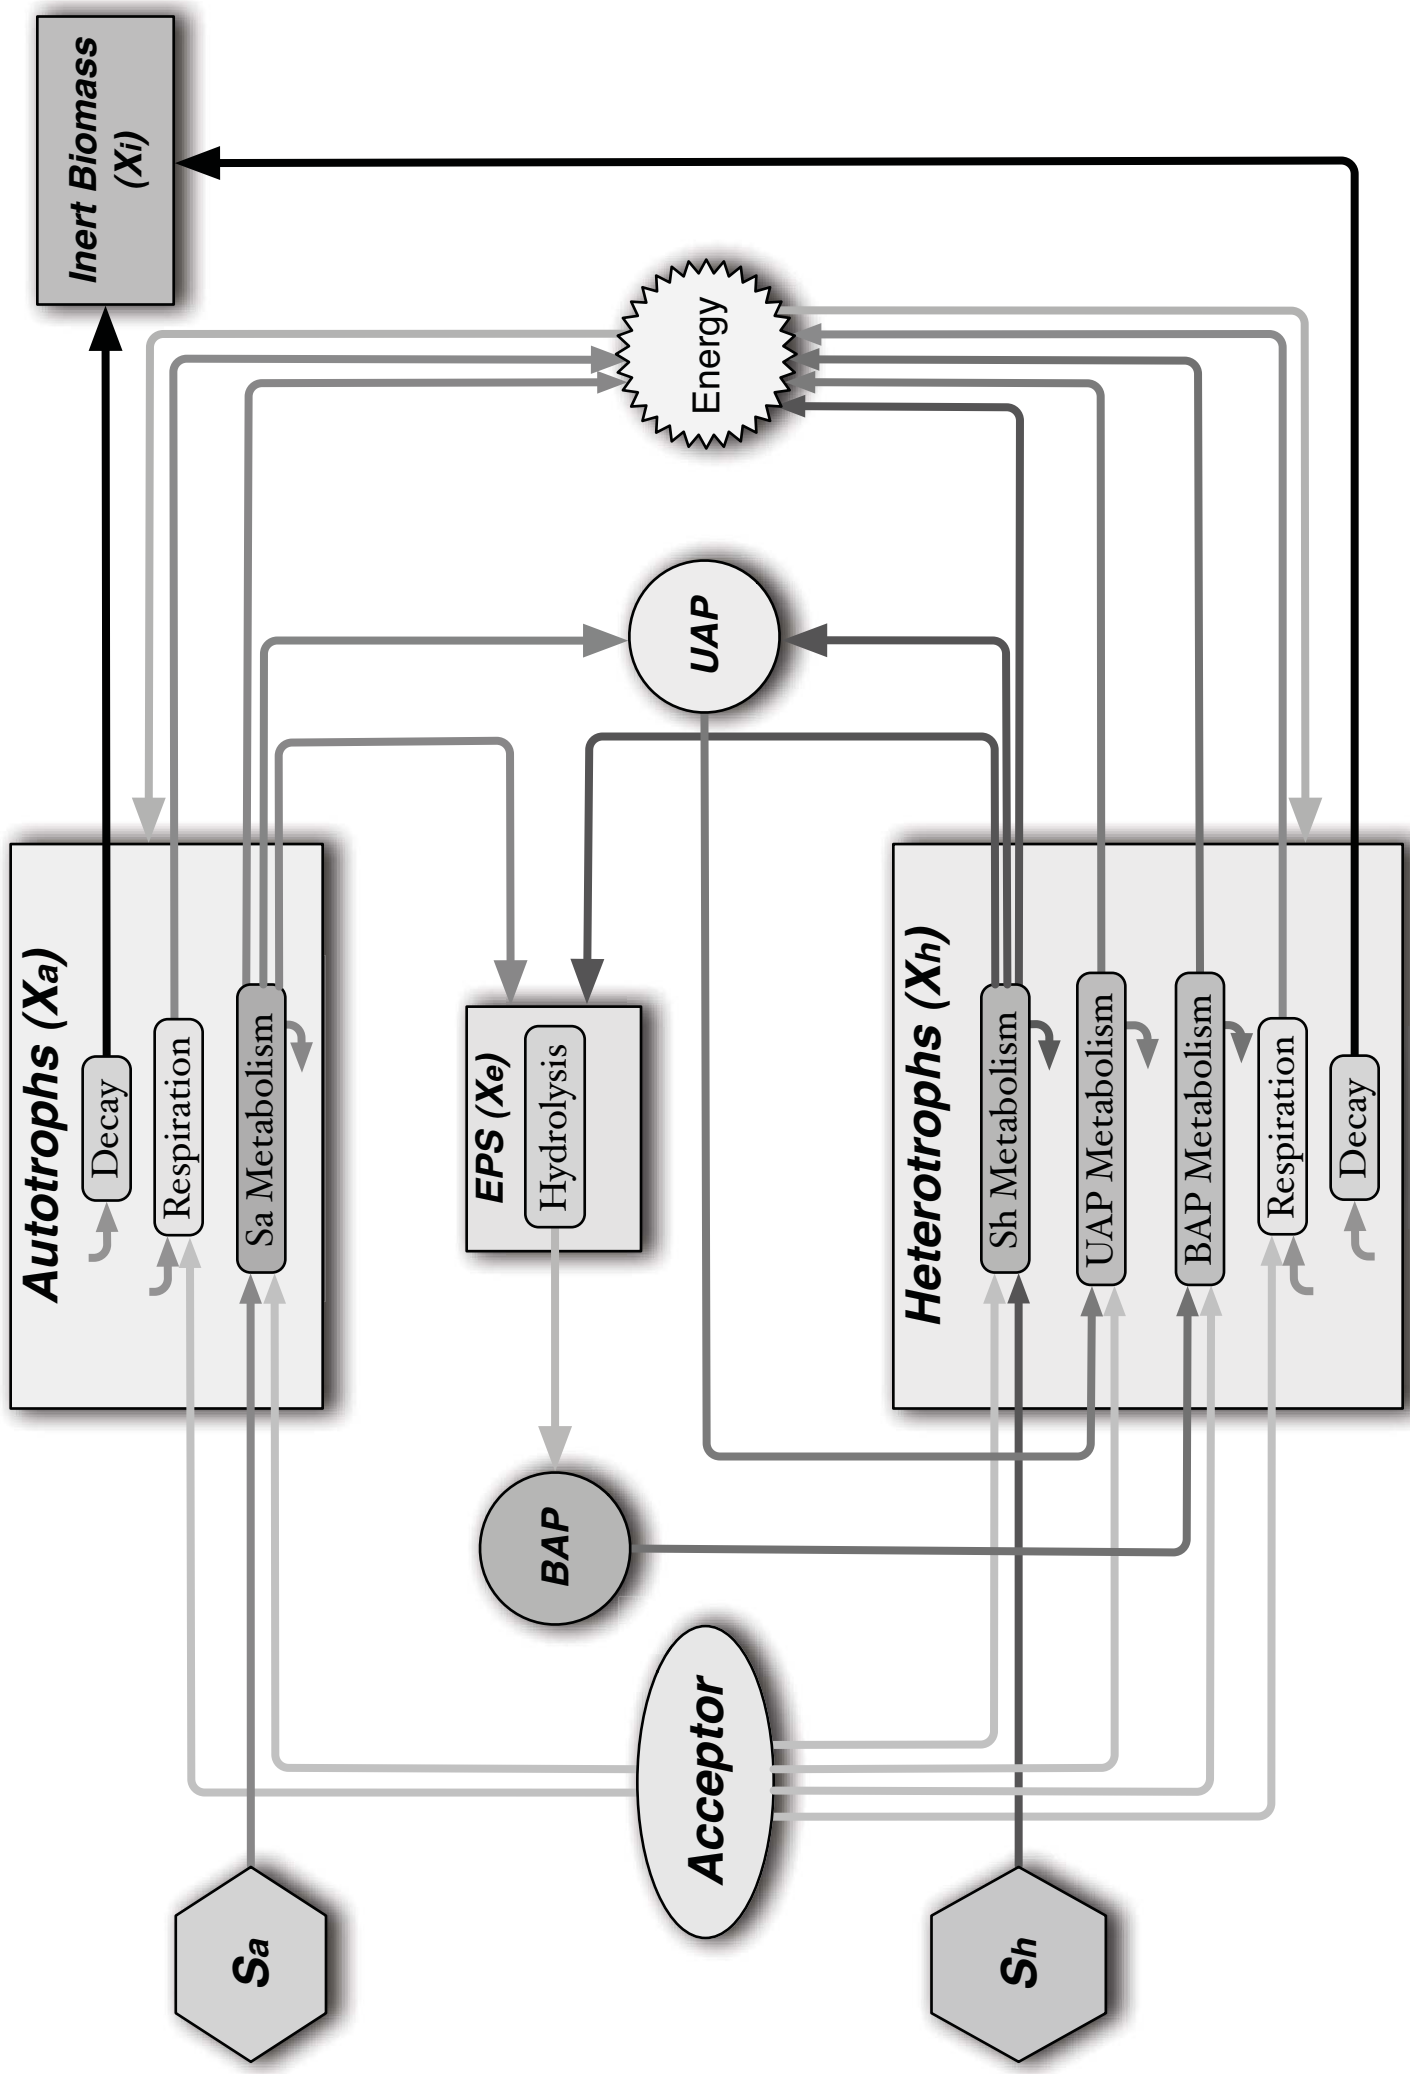 Autotrophs (Xa)
Decay
Respiration
Sa Metabolism
Inert Biomass
(Xi)
Sa
EPS (Xe)
Hydrolysis
BAP
UAP
Energy
Acceptor
Heterotrophs (Xh)
Sh Metabolism
UAP Metabolism
BAP Metabolism
Respiration
Decay
Sh